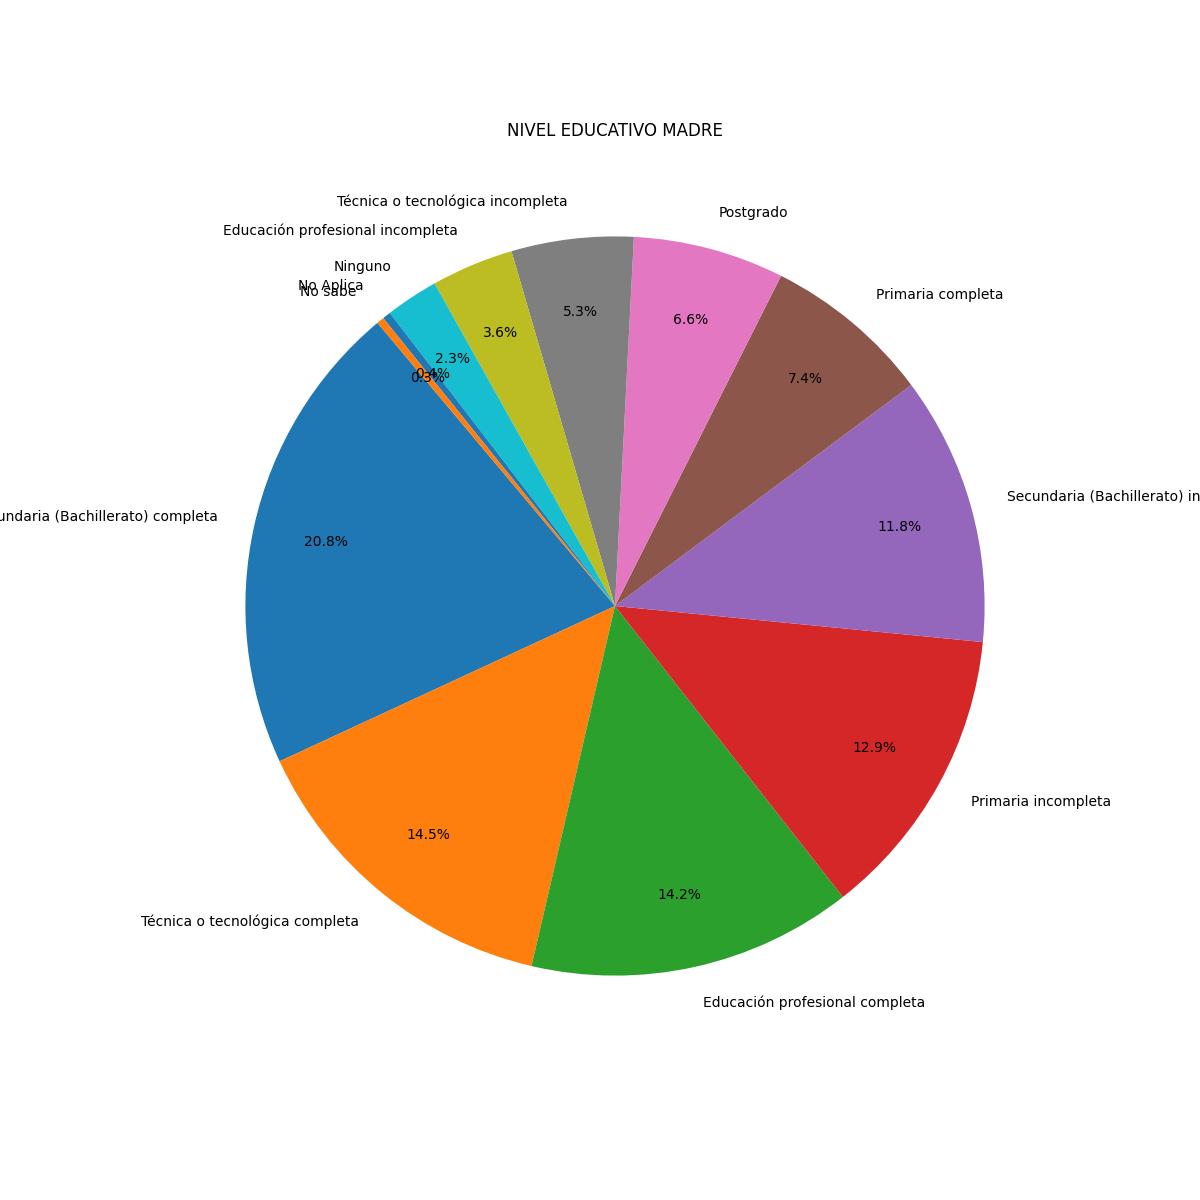 NIVEL EDUCATIVO MADRE
Técnica o tecnológica incompleta
Postgrado
Educación profesional incompleta
Ninguno
No Aplica
No sabe
Primaria completa
5.3%
6.6%
3.6%
2.3%
0.4%
0.3%
7.4%
Secundaria (Bachillerato) in
undaria (Bachillerato) completa
11.8%
20.8%
12.9%
Primaria incompleta
14.5%
14.2%
Técnica o tecnológica completa
Educación profesional completa